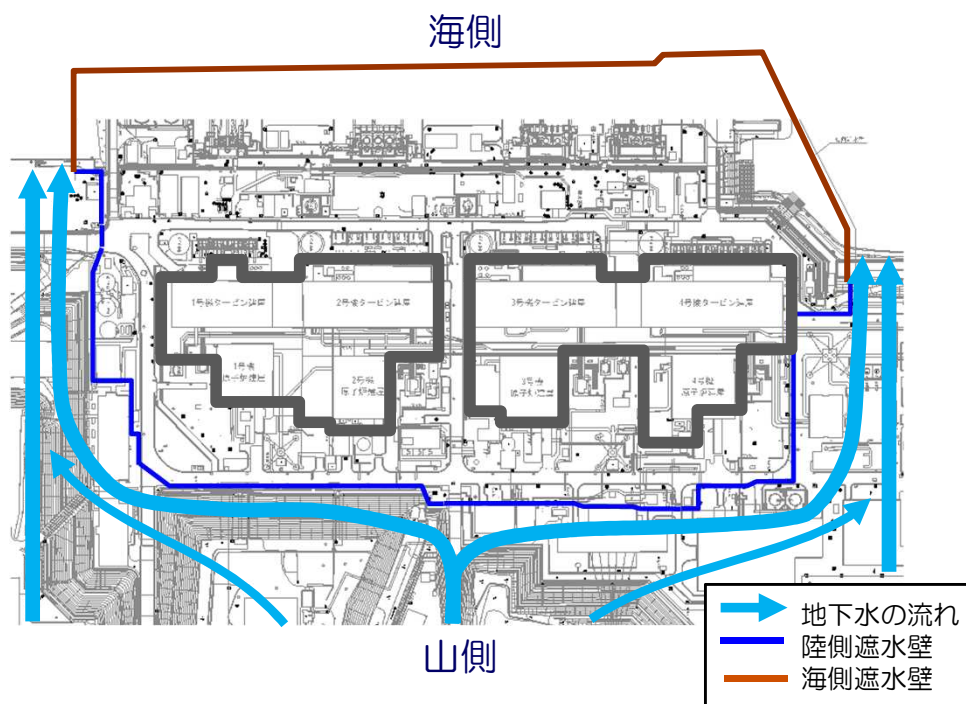 海側
1号機タービン建屋
2号機タービン建屋
3号機タービン建屋
4号機タービン建屋
1号機
原子炉建屋
2号機
原子炉建屋
3号機
原子炉建屋
4号機
原子炉建屋
山側
地下水の流れ
陸側遮水壁
海側遮水壁